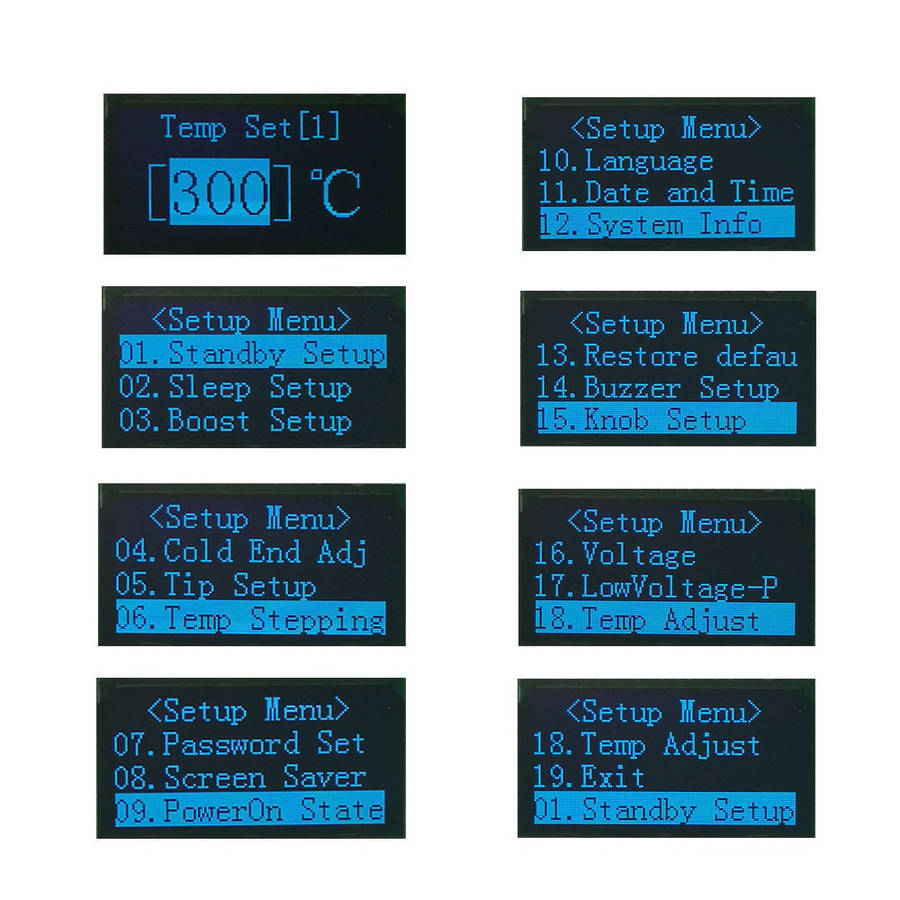 Temp Set[1]
[300]℃
<Setup Menu>
01.Standby Setup
02.Sleep Setup
03.Boost Setup
<Setup Menu>
04.Cold End Adj
05.Tip Setup
06.Temp Stepping
<Setup Menu>
07.Password Set
08.Screen Saver
09.PowerOn State
<Setup Menu>
10.Language
11.Date and Time
12.System Info
<Setup Menu>
13.Restore defau
14.Buzzer Setup
15.Knob Setup
<Setup Menu>
16.Voltage
17.LowVoltage-P
18.Temp Adjust
<Setup Menu>
18.Temp Adjust
19.Exit
01.Standby Setup